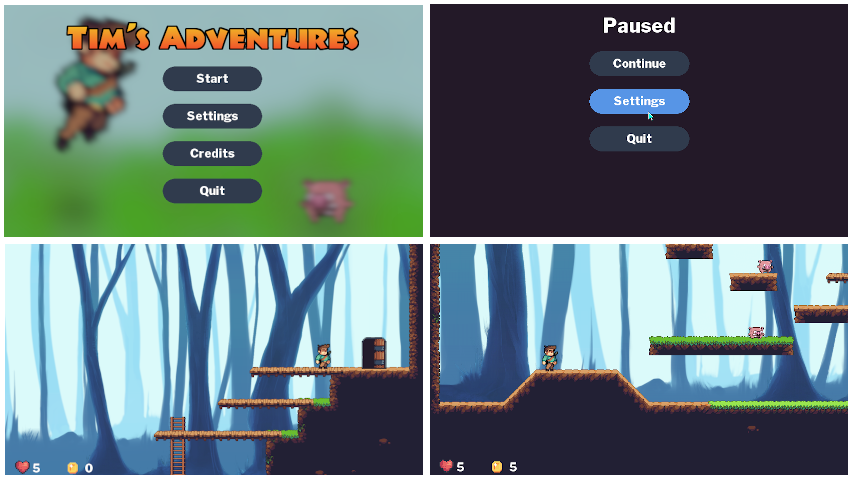 Tim's Adventures
Start
Settings
Credits
Quit
Paused
Continue
Settings
Quit
5 0
5 5